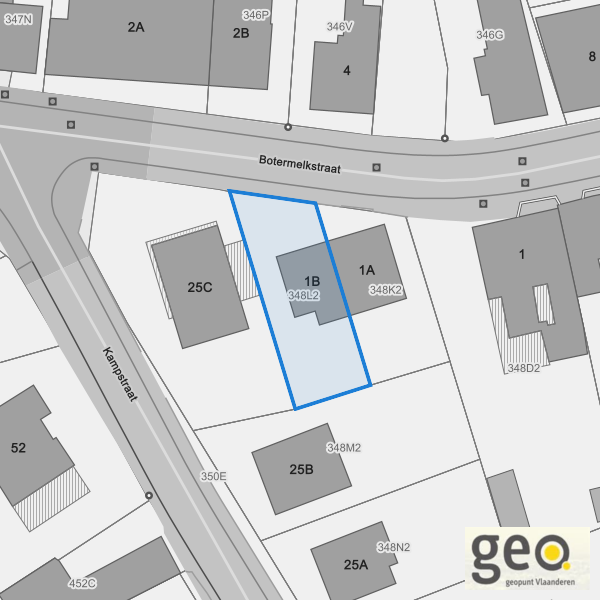 347N
2A
346P
2B
346V
4
346G
8
Botermelkstraat
1
25C
1B
1A
348L2
348K2
Kampstraat
348D2
52
348M2
25B
350E
348N2
25A
452C
geo.
geopunt Vlaanderen